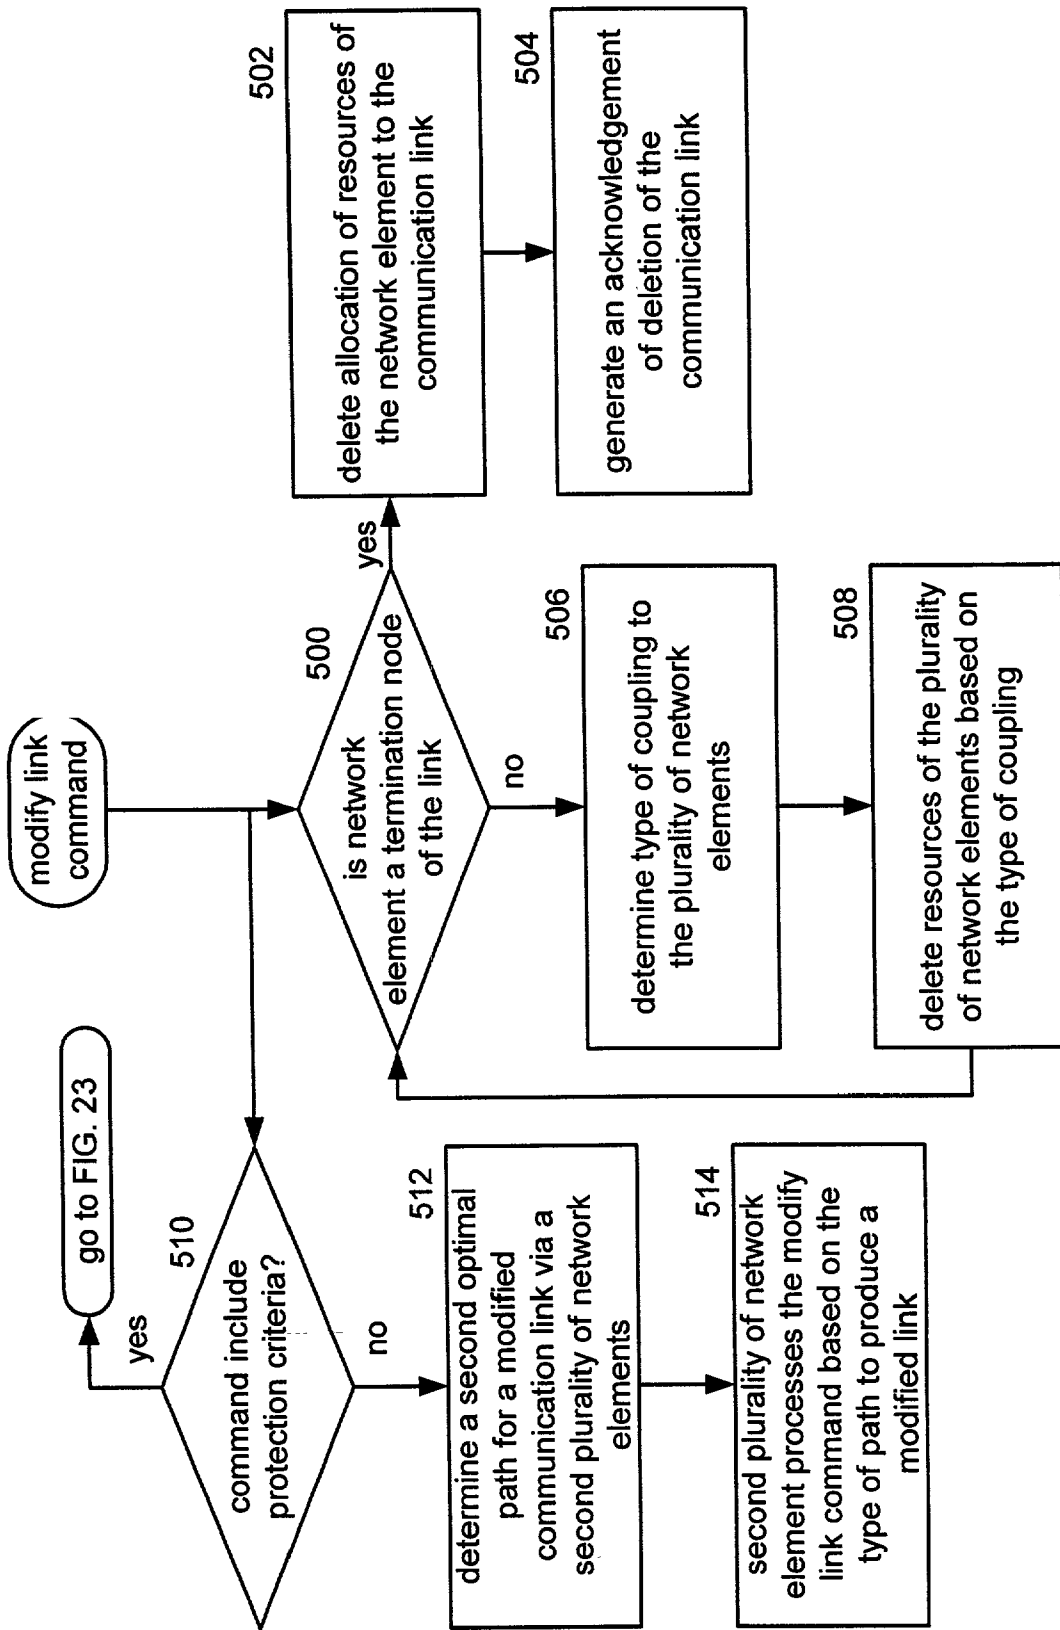 modify link
command
go to FIG. 23
yes
510
command include
protection criteria?
no
512
determine a second optimal
path for a modified
communication link via a
second plurality of network
elements
514
second plurality of network
element processes the modify
link command based on the
type of path to produce a
modified link
500
is network
element a termination node
of the link
yes
no
502
delete allocation of resources of
the network element to the
communication link
504
generate an acknowledgement
of deletion of the
communication link
506
determine type of coupling to
the plurality of network
elements
508
delete resources of the plurality
of network elements based on
the type of coupling